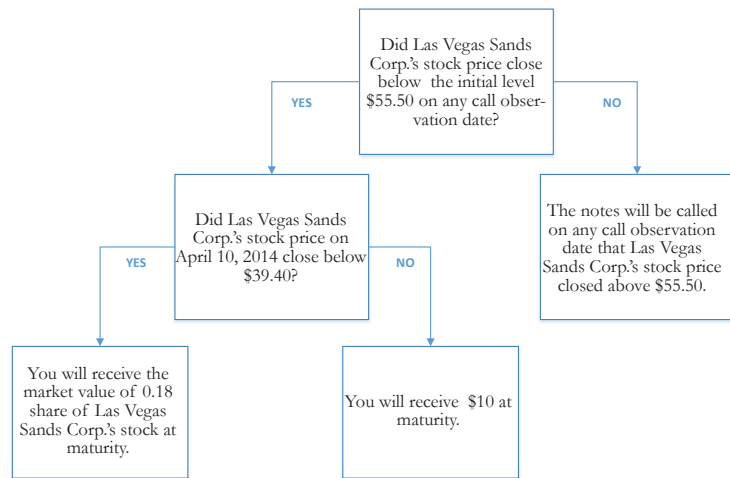 Did Las Vegas Sands
Corp.'s stock price close
below the initial level
$55.50 on any call obser-
vation date?
YES
NO
Did Las Vegas Sands
Corp.'s stock price on
April 10, 2014 close below
$39.40?
The notes will be called
on any call observation
date that Las Vegas
Sands Corp.'s stock price
closed above $55.50.
YES
NO
You will receive the
market value of 0.18
share of Las Vegas
Sands Corp.'s stock at
maturity.
You will receive $10 at
maturity.